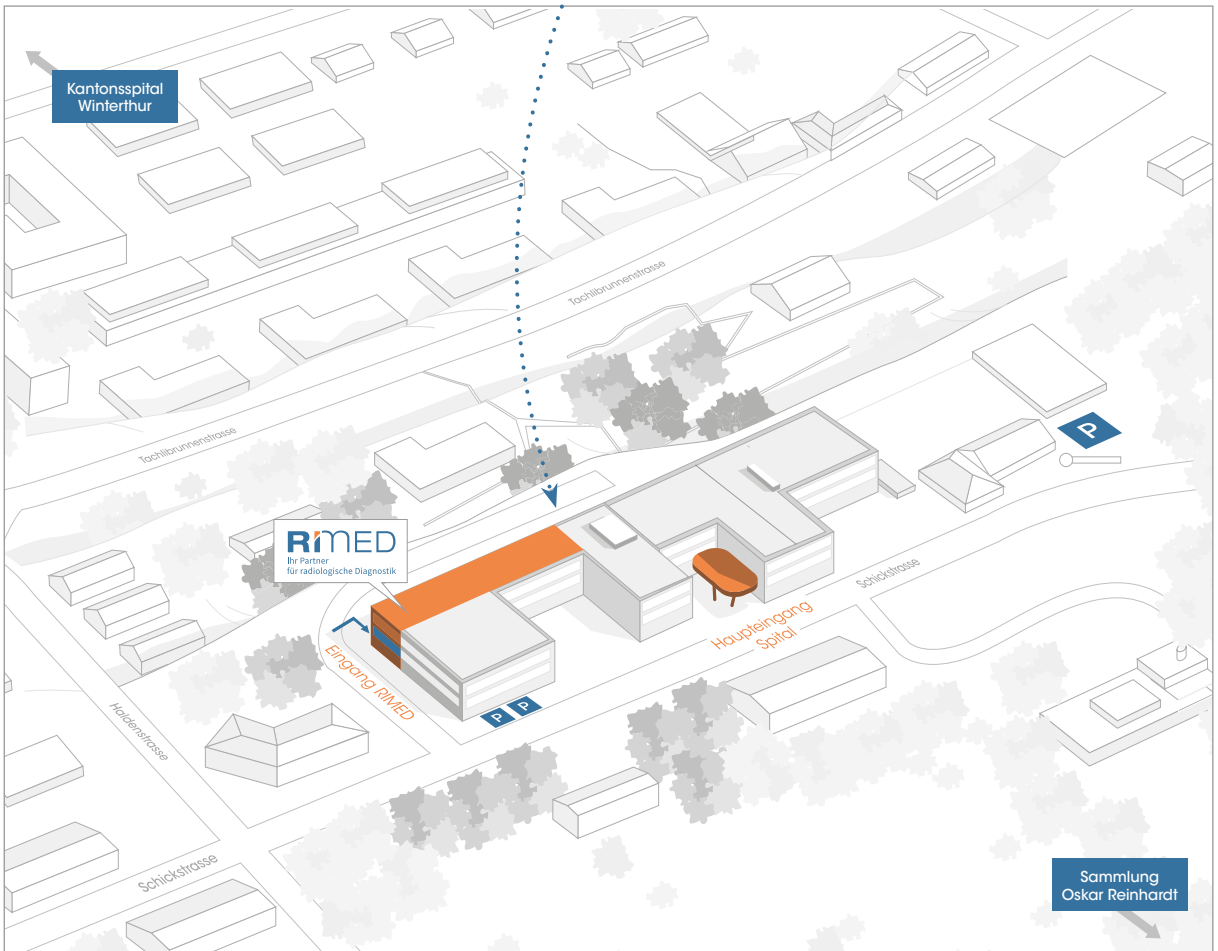 Kantonsspital
Winterthur
Tachlibrunnenstrasse
P
Tachlibrunnenstrasse
RIMED
Ihr Partner
für radiologische Diagnostik
Schickstrasse
Haupteingang
Spital
Eingang RIMED
P P
Haldenstrasse
Schickstrasse
Sammlung
Oskar Reinhardt